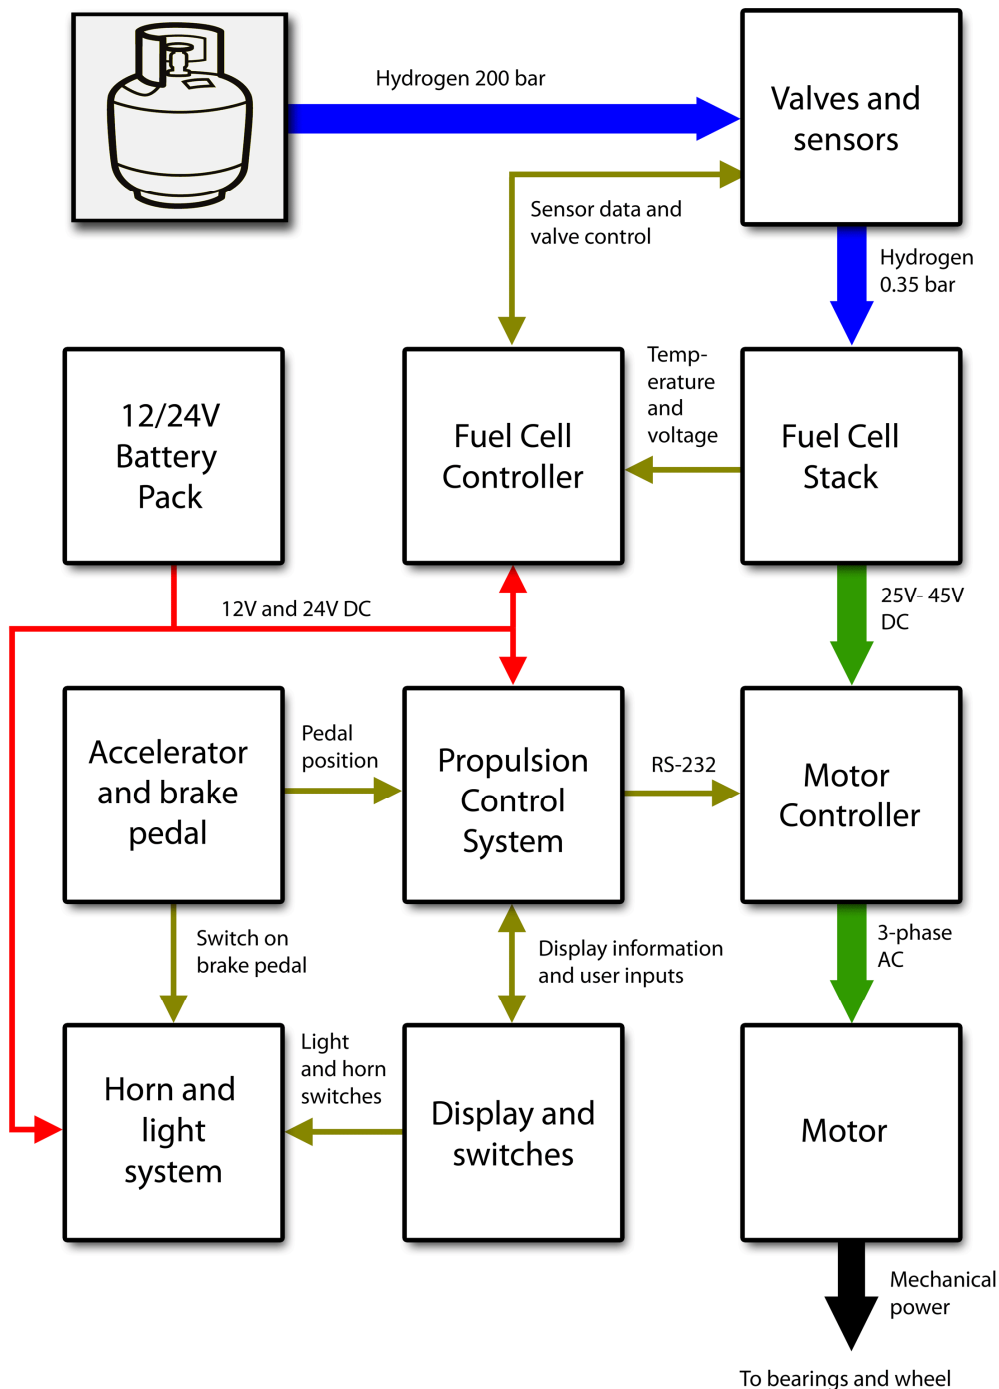 Hydrogen 200 bar
Valves and
sensors
Sensor data and
valve control
Hydrogen
0.35 bar
12/24V
Battery
Pack
Fuel Cell
Controller
Temp-
erature
and
voltage
Fuel Cell
Stack
12V and 24V DC
25V- 45V
DC
Accelerator
and brake
pedal
Pedal
position
Propulsion
Control
System
RS-232
Motor
Controller
Switch on
brake pedal
Display information
and user inputs
3-phase
AC
Horn and
light
system
Light
and horn
switches
Display and
switches
Motor
Mechanical
power
To bearings and wheel